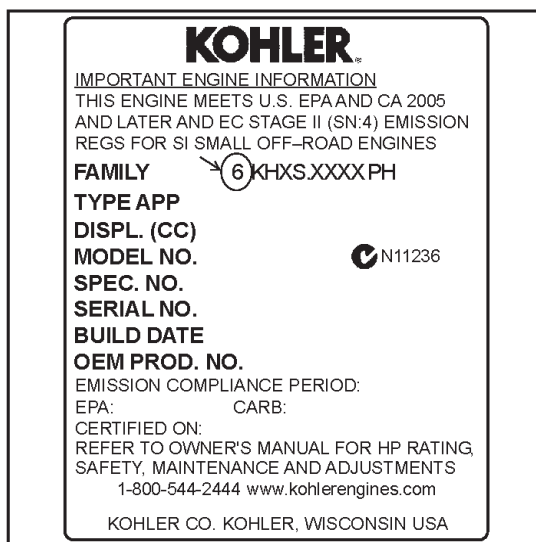 KOHLER®
IMPORTANT ENGINE INFORMATION
THIS ENGINE MEETS U.S. EPA AND CA 2005
AND LATER AND EC STAGE II (SN:4) EMISSION
REGS FOR SI SMALL OFF–ROAD ENGINES
FAMILY 6KHXS.XXXX PH
TYPE APP
DISPL. (CC)
MODEL NO. N11236
SPEC. NO.
SERIAL NO.
BUILD DATE
OEM PROD. NO.
EMISSION COMPLIANCE PERIOD:
EPA: CARB:
CERTIFIED ON:
REFER TO OWNER'S MANUAL FOR HP RATING,
SAFETY, MAINTENANCE AND ADJUSTMENTS
1-800-544-2444 www.kohlerengines.com
KOHLER CO. KOHLER, WISCONSIN USA